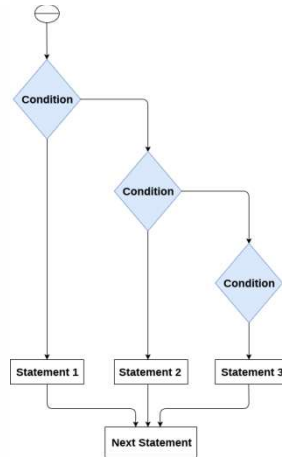 Condition
Condition
Condition
Statement 1
Statement 2
Statement 3
Next Statement